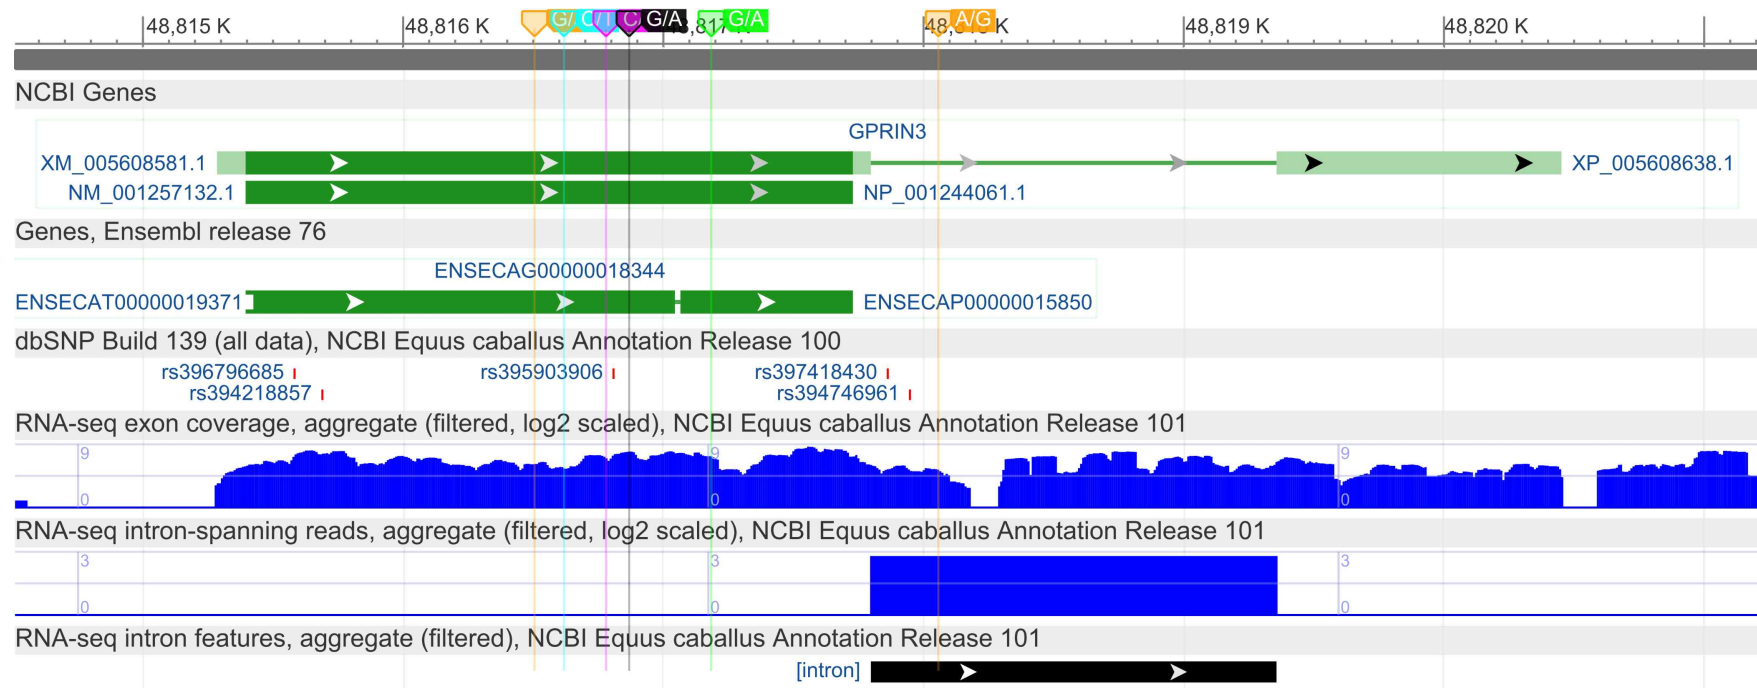 48,815 K 48,816 K G/A G/A A/G 48,819 K 48,820 K
NCBI Genes
GPRIN3
XM_005608581.1 XP_005608638.1
NM_001257132.1 NP_001244061.1
Genes, Ensembl release 76
ENSECAG00000018344
ENSECAT00000019371 ENSECAP00000015850
dbSNP Build 139 (all data), NCBI Equus caballus Annotation Release 100
rs396796685 rs395903906 rs397418430
rs394218857 rs394746961
RNA-seq exon coverage, aggregate (filtered, log2 scaled), NCBI Equus caballus Annotation Release 101
9 9 9
0 0 0
RNA-seq intron-spanning reads, aggregate (filtered, log2 scaled), NCBI Equus caballus Annotation Release 101
3 3 3
0 0 0
RNA-seq intron features, aggregate (filtered), NCBI Equus caballus Annotation Release 101
[intron]